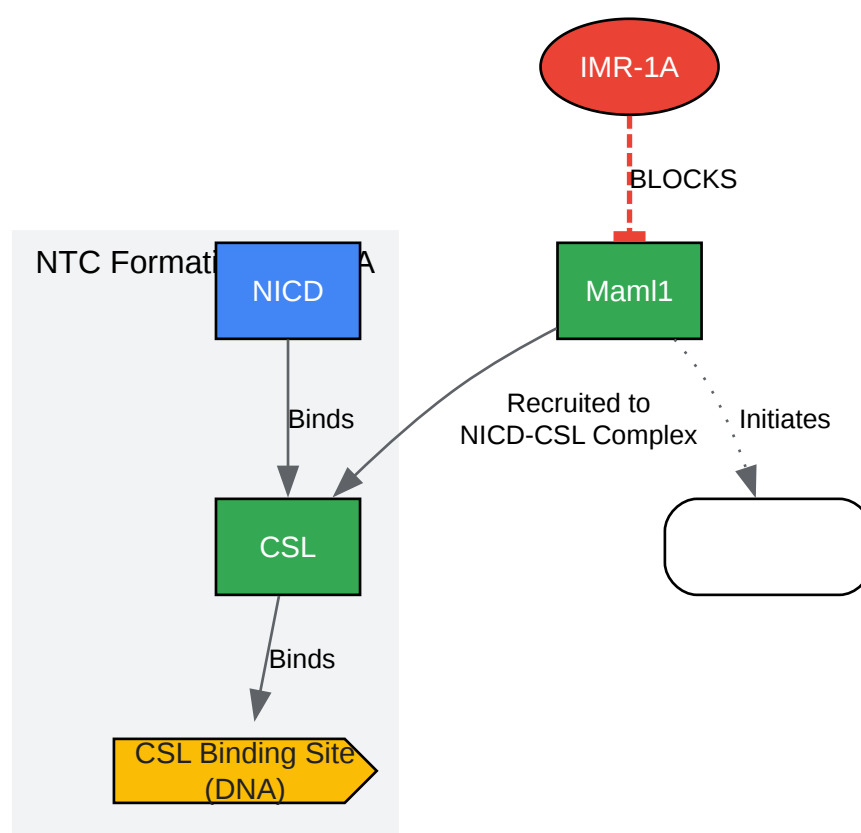 IMR-1A
BLOCKS
NTC Formati A
NICD
Maml1
Binds
Recruited to
NICD-CSL Complex
Initiates
CSL
Binds
CSL Binding Site
(DNA)